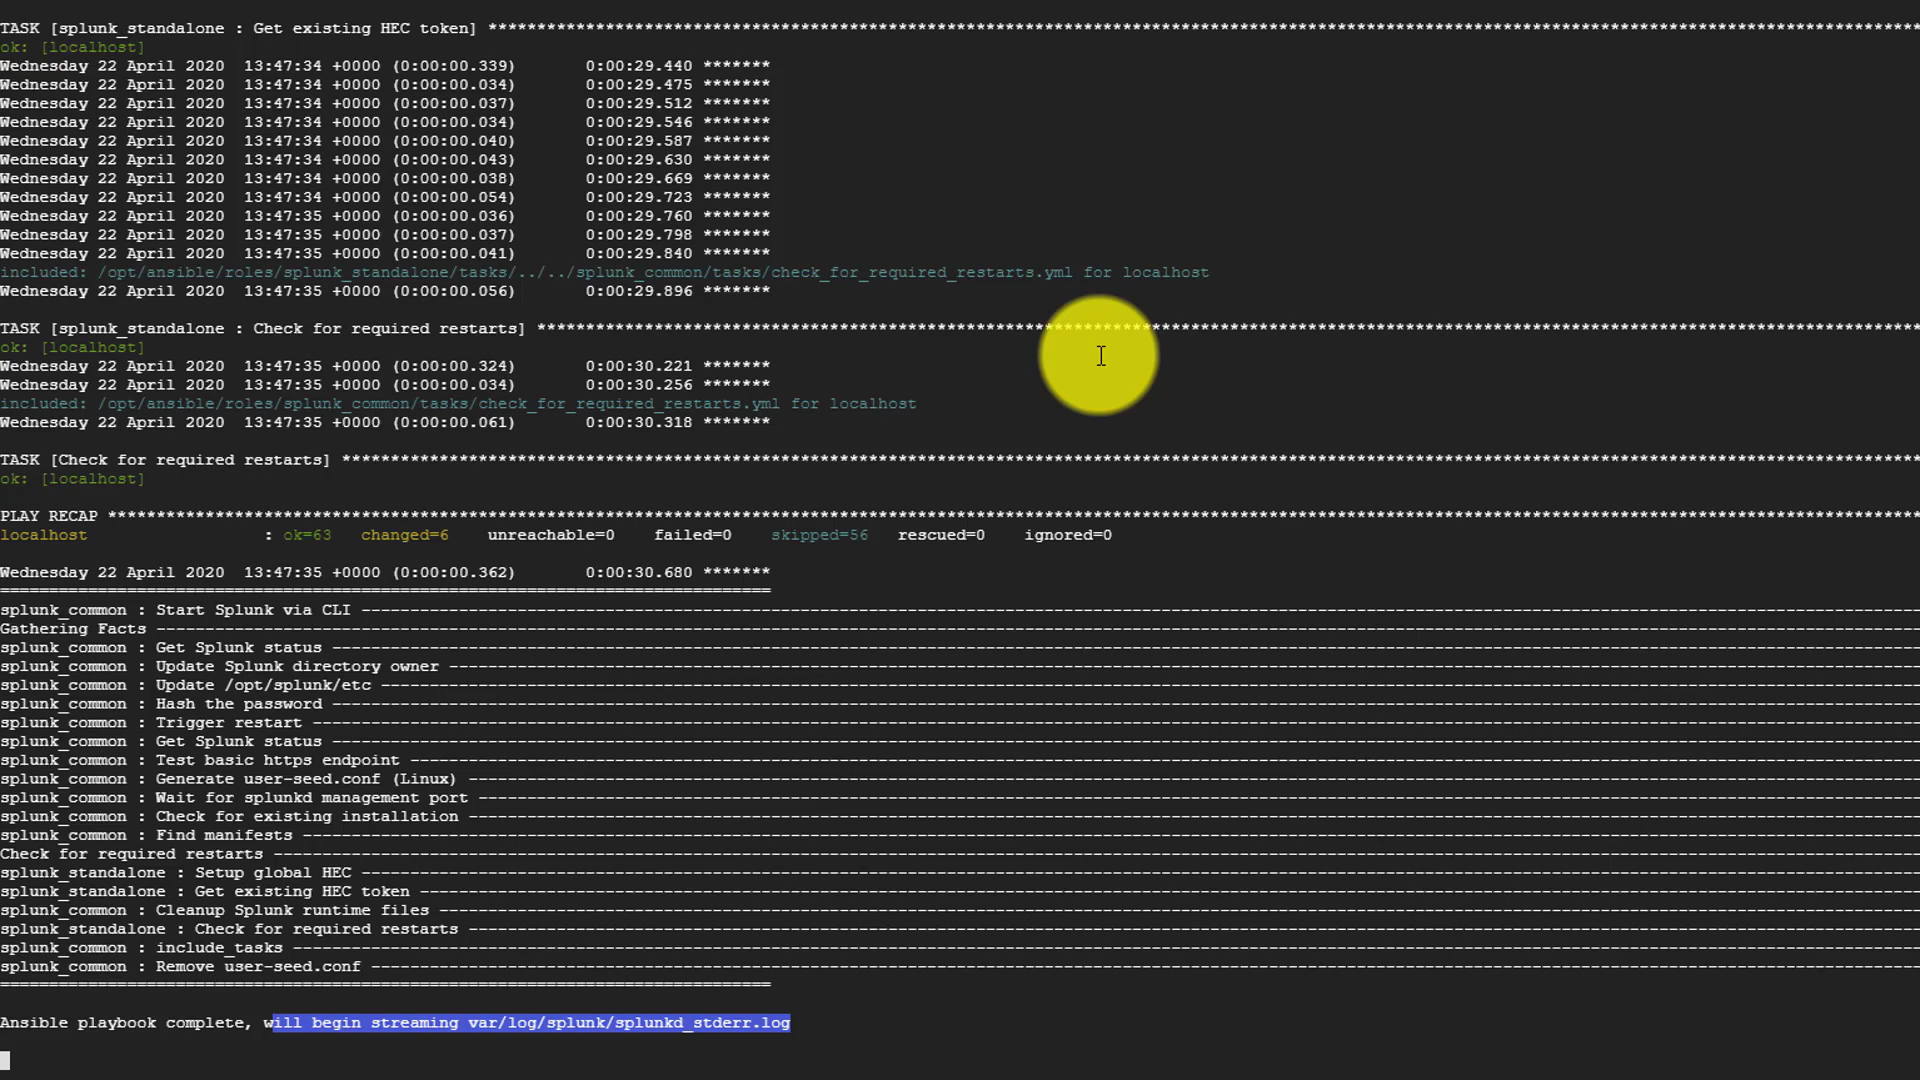 TASK [splunk_standalone : Get existing HEC token] ****************************************************************************************************************************************************
ok: [localhost]
Wednesday 22 April 2020  13:47:34 +0000 (0:00:00.339)       0:00:29.440 *******
Wednesday 22 April 2020  13:47:34 +0000 (0:00:00.034)       0:00:29.475 *******
Wednesday 22 April 2020  13:47:34 +0000 (0:00:00.037)       0:00:29.512 *******
Wednesday 22 April 2020  13:47:34 +0000 (0:00:00.034)       0:00:29.546 *******
Wednesday 22 April 2020  13:47:34 +0000 (0:00:00.040)       0:00:29.587 *******
Wednesday 22 April 2020  13:47:34 +0000 (0:00:00.043)       0:00:29.630 *******
Wednesday 22 April 2020  13:47:34 +0000 (0:00:00.038)       0:00:29.669 *******
Wednesday 22 April 2020  13:47:34 +0000 (0:00:00.054)       0:00:29.723 *******
Wednesday 22 April 2020  13:47:35 +0000 (0:00:00.036)       0:00:29.760 *******
Wednesday 22 April 2020  13:47:35 +0000 (0:00:00.037)       0:00:29.798 *******
Wednesday 22 April 2020  13:47:35 +0000 (0:00:00.041)       0:00:29.840 *******
included: /opt/ansible/roles/splunk_standalone/tasks/../../splunk_common/tasks/check_for_required_restarts.yml for localhost
Wednesday 22 April 2020  13:47:35 +0000 (0:00:00.056)       0:00:29.896 *******
TASK [splunk_standalone : Check for required restarts] ***********************************************************************************************************************************************
ok: [localhost]
Wednesday 22 April 2020  13:47:35 +0000 (0:00:00.324)       0:00:30.221 *******
Wednesday 22 April 2020  13:47:35 +0000 (0:00:00.034)       0:00:30.256 *******
included: /opt/ansible/roles/splunk_common/tasks/check_for_required_restarts.yml for localhost
Wednesday 22 April 2020  13:47:35 +0000 (0:00:00.061)       0:00:30.318 *******
TASK [Check for required restarts] *******************************************************************************************************************************************************************
ok: [localhost]
PLAY RECAP *******************************************************************************************************************************************************************************************
localhost                  : ok=63   changed=6    unreachable=0    failed=0    skipped=56   rescued=0    ignored=0
Wednesday 22 April 2020  13:47:35 +0000 (0:00:00.362)       0:00:30.680 *******
===============================================================================
splunk_common : Start Splunk via CLI ----------------------------------------------------------------------------------------------------------------------------------------------------------------
Gathering Facts -------------------------------------------------------------------------------------------------------------------------------------------------------------------------------------
splunk_common : Get Splunk status -------------------------------------------------------------------------------------------------------------------------------------------------------------------
splunk_common : Update Splunk directory owner -------------------------------------------------------------------------------------------------------------------------------------------------------
splunk_common : Update /opt/splunk/etc --------------------------------------------------------------------------------------------------------------------------------------------------------------
splunk_common : Hash the password -------------------------------------------------------------------------------------------------------------------------------------------------------------------
splunk_common : Trigger restart ---------------------------------------------------------------------------------------------------------------------------------------------------------------------
splunk_common : Get Splunk status -------------------------------------------------------------------------------------------------------------------------------------------------------------------
splunk_common : Test basic https endpoint -----------------------------------------------------------------------------------------------------------------------------------------------------------
splunk_common : Generate user-seed.conf (Linux) -----------------------------------------------------------------------------------------------------------------------------------------------------
splunk_common : Wait for splunkd management port ----------------------------------------------------------------------------------------------------------------------------------------------------
splunk_common : Check for existing installation -----------------------------------------------------------------------------------------------------------------------------------------------------
splunk_common : Find manifests ----------------------------------------------------------------------------------------------------------------------------------------------------------------------
Check for required restarts -------------------------------------------------------------------------------------------------------------------------------------------------------------------------
splunk_standalone : Setup global HEC ----------------------------------------------------------------------------------------------------------------------------------------------------------------
splunk_standalone : Get existing HEC token ----------------------------------------------------------------------------------------------------------------------------------------------------------
splunk_common : Cleanup Splunk runtime files --------------------------------------------------------------------------------------------------------------------------------------------------------
splunk_standalone : Check for required restarts -----------------------------------------------------------------------------------------------------------------------------------------------------
splunk_common : include_tasks -----------------------------------------------------------------------------------------------------------------------------------------------------------------------
splunk_common : Remove user-seed.conf ---------------------------------------------------------------------------------------------------------------------------------------------------------------
===============================================================================
Ansible playbook complete, will begin streaming var/log/splunk/splunkd_stderr.log